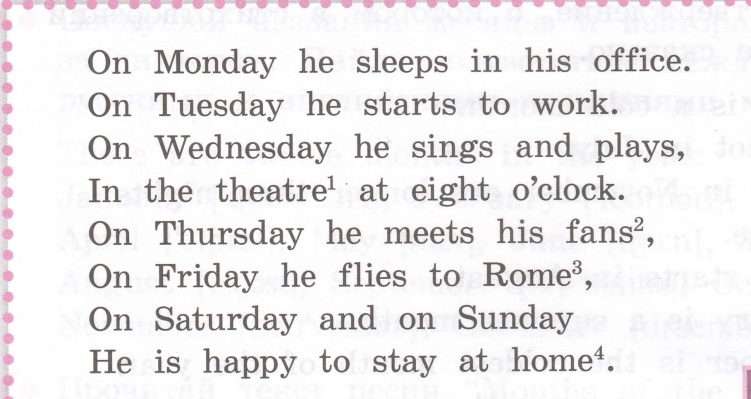 On Monday he sleeps in his office.
On Tuesday he starts to work.
On Wednesday he sings and plays,
In the theatre¹ at eight o'clock.
On Thursday he meets his fans²,
On Friday he flies to Rome³,
On Saturday and on Sunday
He is happy to stay at home⁴.